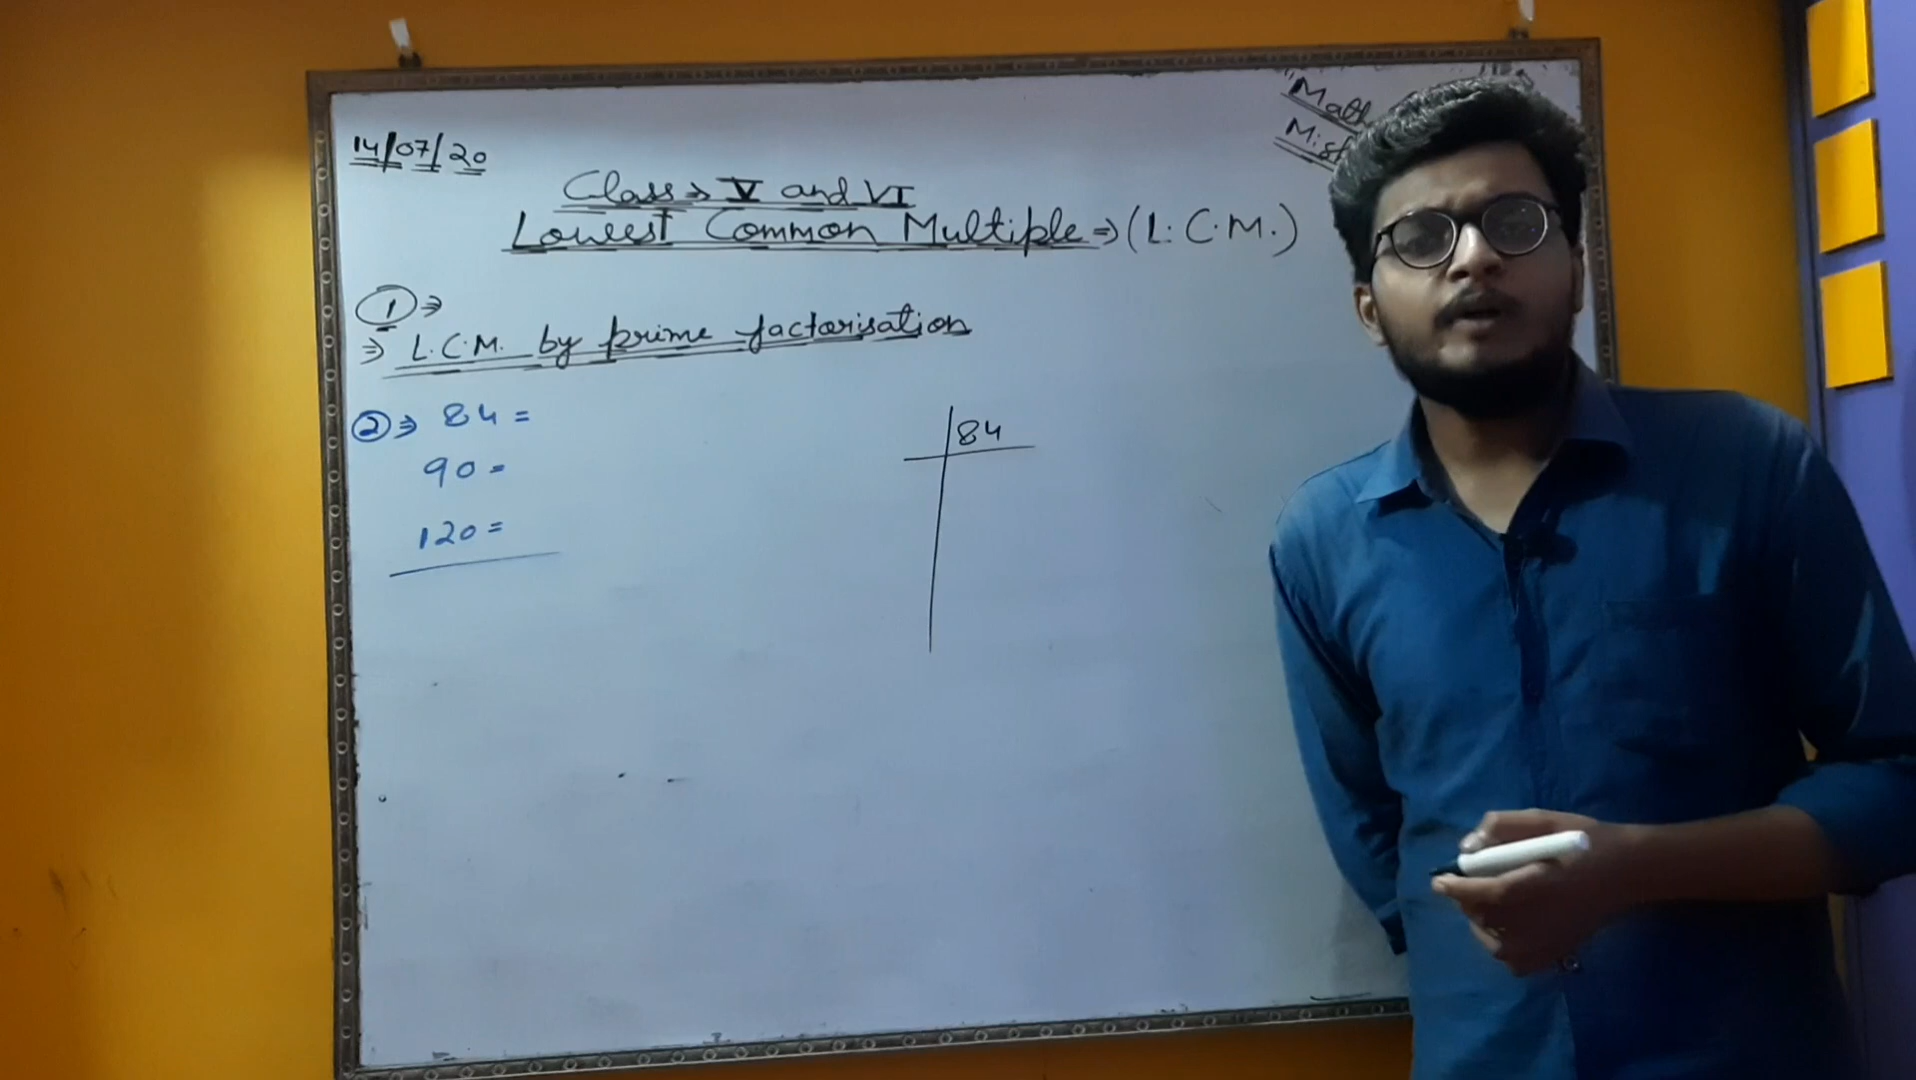 14/07/20
Class → V and VI
Lowest Common Multiple ⇒ (L.C.M.)
① ⇒
⇒ L.C.M. by prime factorisation
② ⇒ 84 =
90 =
120 =
84